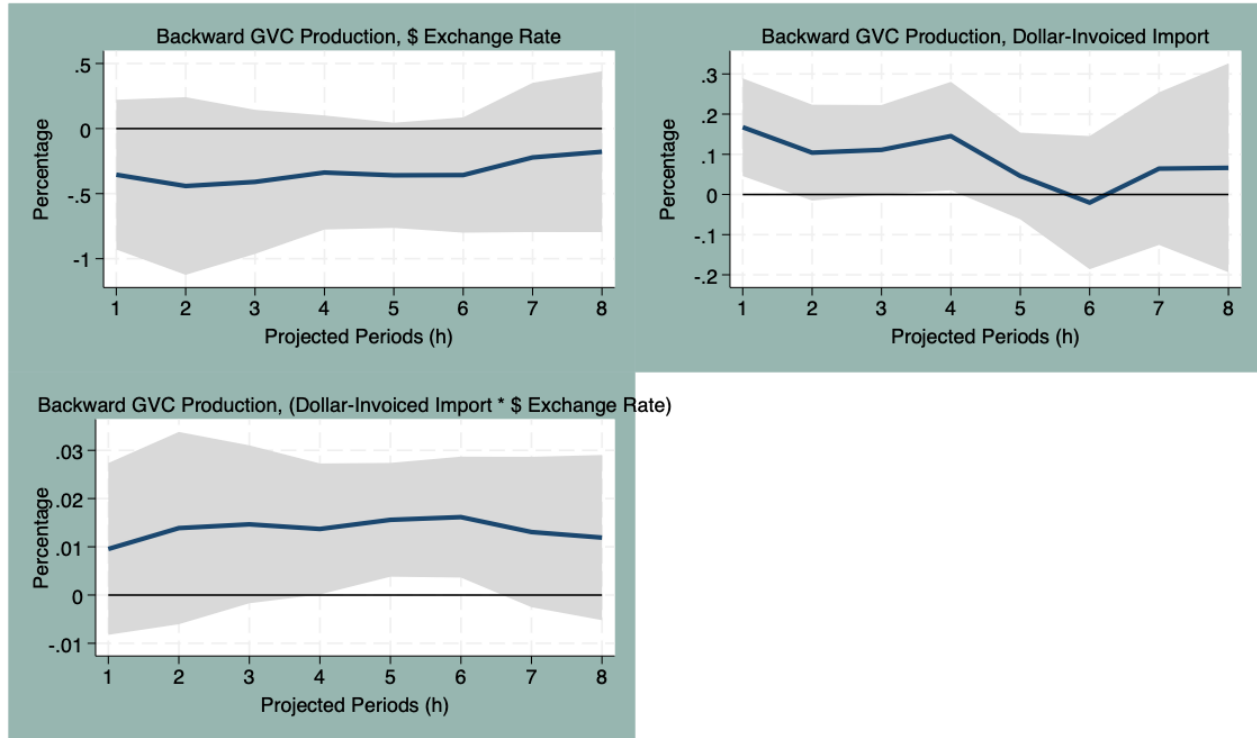 Backward GVC Production, $ Exchange Rate
Percentage
.5
0
-.5
-1
1 2 3 4 5 6 7 8
Projected Periods (h)
Backward GVC Production, Dollar-Invoiced Import
Percentage
.3
.2
.1
0
-.1
-.2
1 2 3 4 5 6 7 8
Projected Periods (h)
Backward GVC Production, (Dollar-Invoiced Import * $ Exchange Rate)
Percentage
.03
.02
.01
0
-.01
1 2 3 4 5 6 7 8
Projected Periods (h)